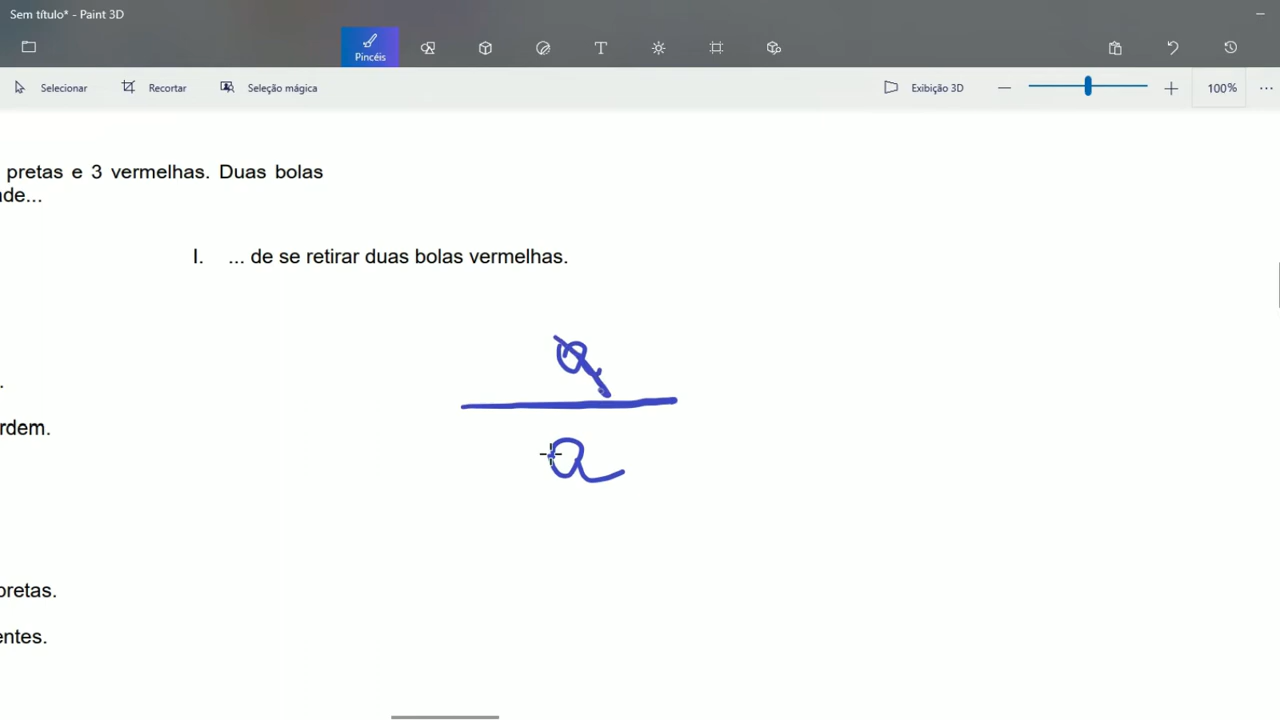 Sem título* - Paint 3D
Pincéis
Selecionar Recortar Seleção mágica Exibição 3D 100%
pretas e 3 vermelhas. Duas bolas
nde...
I. ... de se retirar duas bolas vermelhas.
.
rdem.
a
a
pretas.
entes.